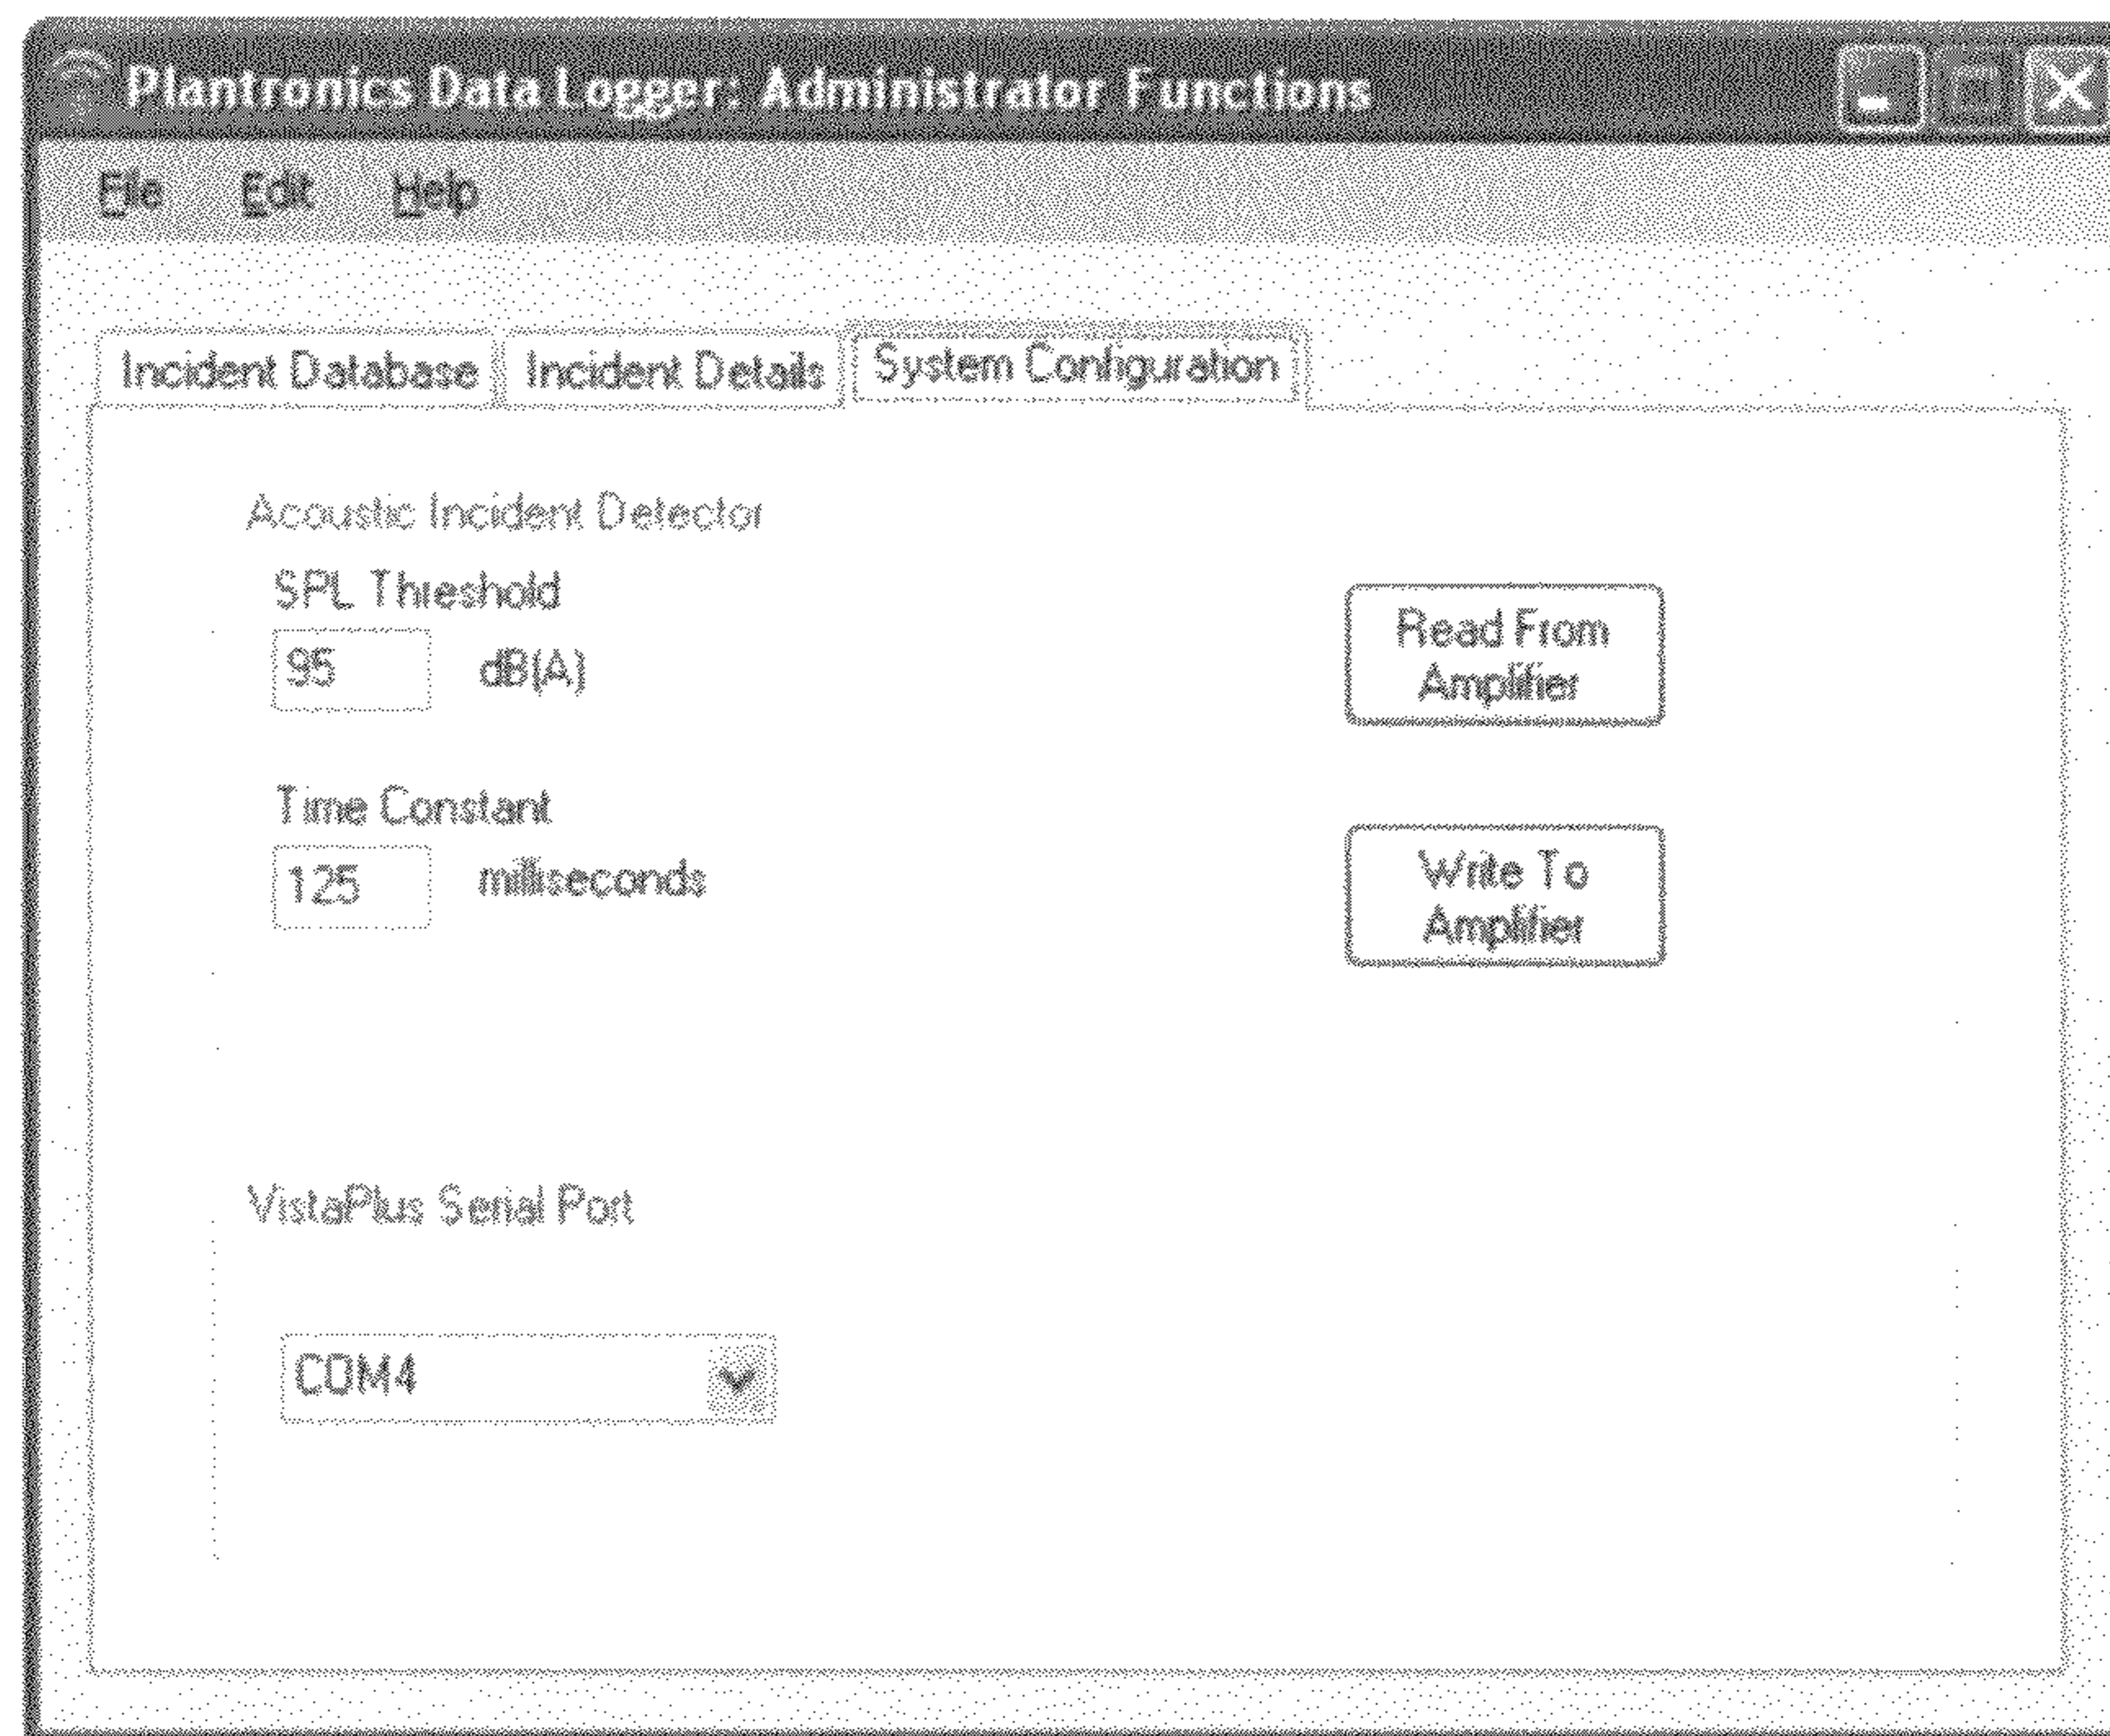 Plantronics Data Logger: Administrator Functions
File Edit Help
Incident Database Incident Details System Configuration
Acoustic Incident Detector
SPL Threshold
95 dB(A)
Read From
Amplifier
Time Constant
125 milliseconds
Write To
Amplifier
VistaPlus Serial Port
COM4